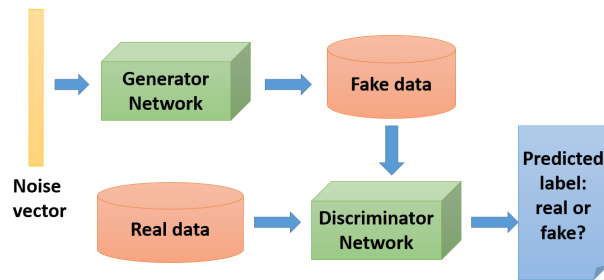 Generator
Network
Fake data
Noise
vector
Real data
Discriminator
Network
Predicted
label:
real or
fake?